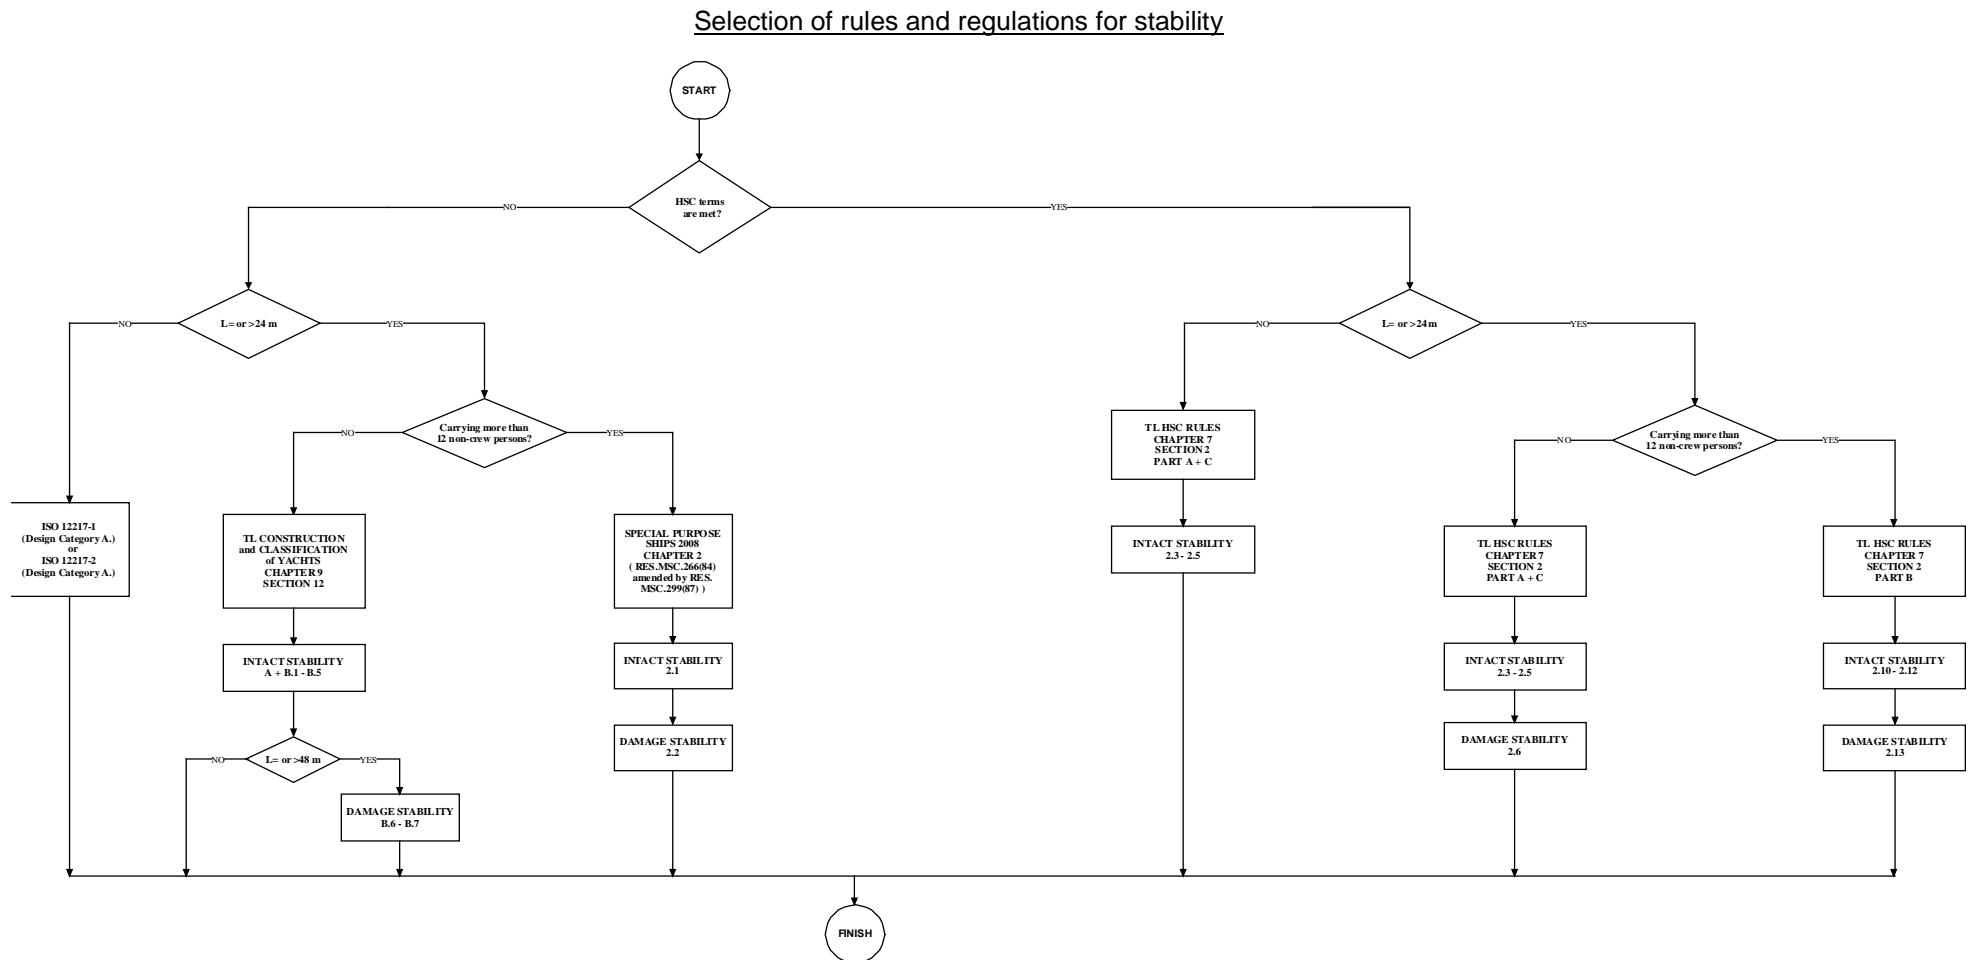 Selection of rules and regulations for stability
START
HSC terms
are met?
NO
YES
L= or >24 m
NO
YES
L= or >24 m
NO
YES
Carrying more than
12 non-crew persons?
NO
YES
Carrying more than
12 non-crew persons?
NO
YES
TL HSC RULES
CHAPTER 7
SECTION 2
PART A + C
ISO 12217-1
(Design Category A.)
or
ISO 12217-2
(Design Category A.)
TL CONSTRUCTION
and CLASSIFICATION
of YACHTS
CHAPTER 9
SECTION 12
SPECIAL PURPOSE
SHIPS 2008
CHAPTER 2
( RES.MSC.266(84)
amended by RES.
MSC.299(87) )
INTACT STABILITY
2.3 - 2.5
TL HSC RULES
CHAPTER 7
SECTION 2
PART A + C
TL HSC RULES
CHAPTER 7
SECTION 2
PART B
INTACT STABILITY
A + B.1 - B.5
INTACT STABILITY
2.1
INTACT STABILITY
2.3 - 2.5
INTACT STABILITY
2.10 - 2.12
L= or >48 m
NO
YES
DAMAGE STABILITY
2.2
DAMAGE STABILITY
2.6
DAMAGE STABILITY
2.13
DAMAGE STABILITY
B.6 - B.7
FINISH